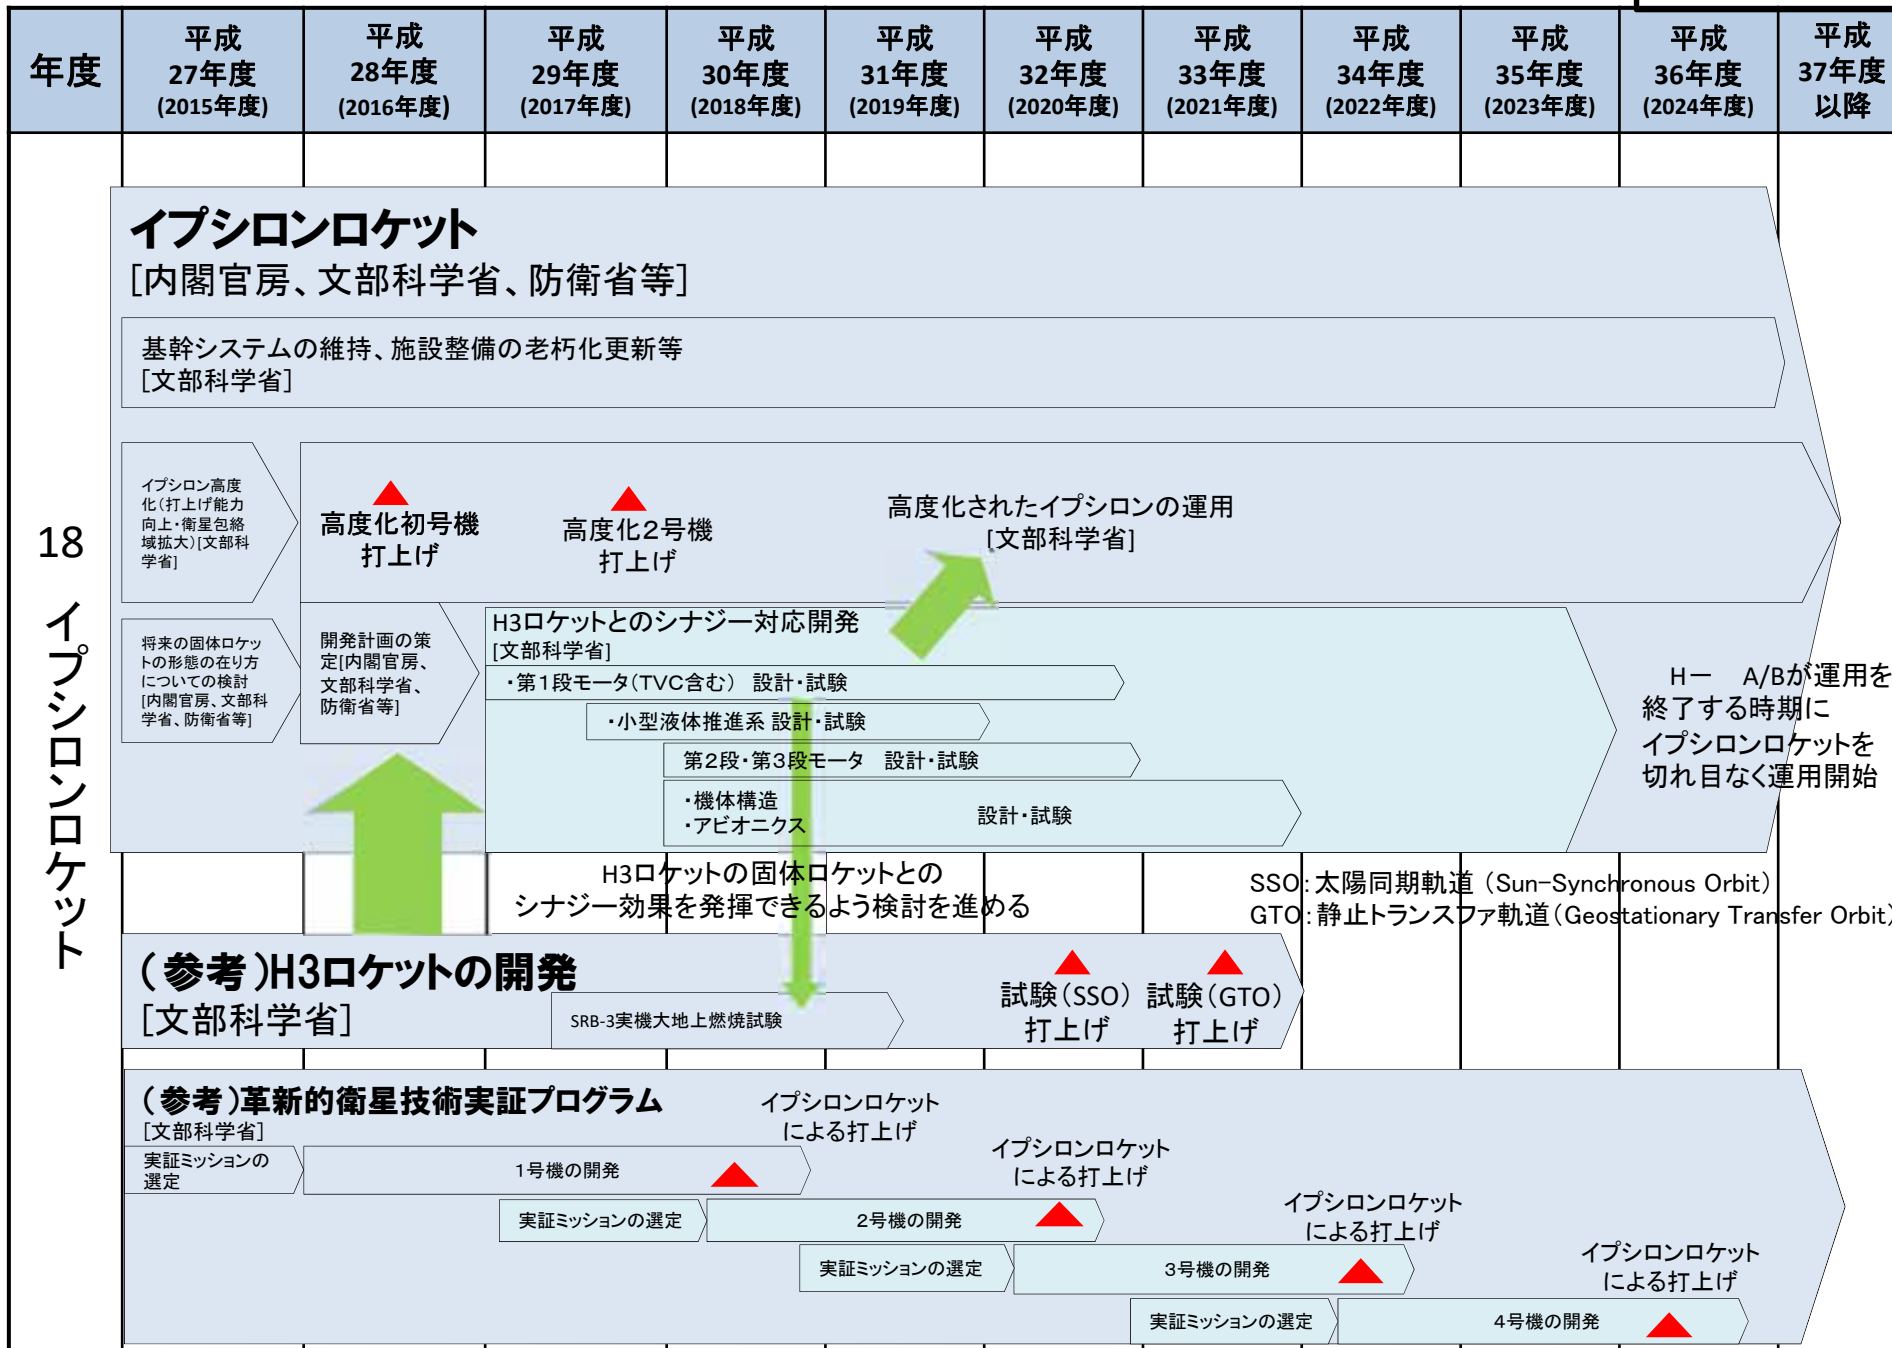 年度
平成
27年度
(2015年度)
平成
28年度
(2016年度)
平成
29年度
(2017年度)
平成
30年度
(2018年度)
平成
31年度
(2019年度)
平成
32年度
(2020年度)
平成
33年度
(2021年度)
平成
34年度
(2022年度)
平成
35年度
(2023年度)
平成
36年度
(2024年度)
平成
37年度
以降
18 イプシロンロケット
イプシロンロケット
[内閣官房、文部科学省、防衛省等]
基幹システムの維持、施設整備の老朽化更新等
[文部科学省]
イプシロン高度
化(打上げ能力
向上・衛星包絡
域拡大)[文部科
学省]
高度化初号機
打上げ
高度化2号機
打上げ
高度化されたイプシロンの運用
[文部科学省]
将来の固体ロケッ
トの形態の在り方
についての検討
[内閣官房、文部科
学省、防衛省等]
開発計画の策
定[内閣官房、
文部科学省、
防衛省等]
H3ロケットとのシナジー対応開発
[文部科学省]
・第1段モータ(TVC含む) 設計・試験
・小型液体推進系 設計・試験
第2段・第3段モータ 設計・試験
・機体構造
・アビオニクス
設計・試験
H－ A/Bが運用を
終了する時期に
イプシロンロケットを
切れ目なく運用開始
H3ロケットの固体ロケットとの
シナジー効果を発揮できるよう検討を進める
SSO:太陽同期軌道 (Sun-Synchronous Orbit)
GTO:静止トランスファ軌道(Geostationary Transfer Orbit)
(参考)H3ロケットの開発
[文部科学省]
SRB-3実機大地上燃焼試験
試験(SSO)
打上げ
試験(GTO)
打上げ
(参考)革新的衛星技術実証プログラム
[文部科学省]
実証ミッションの
選定
1号機の開発
イプシロンロケット
による打上げ
実証ミッションの選定
2号機の開発
イプシロンロケット
による打上げ
実証ミッションの選定
3号機の開発
イプシロンロケット
による打上げ
実証ミッションの選定
4号機の開発
イプシロンロケット
による打上げ